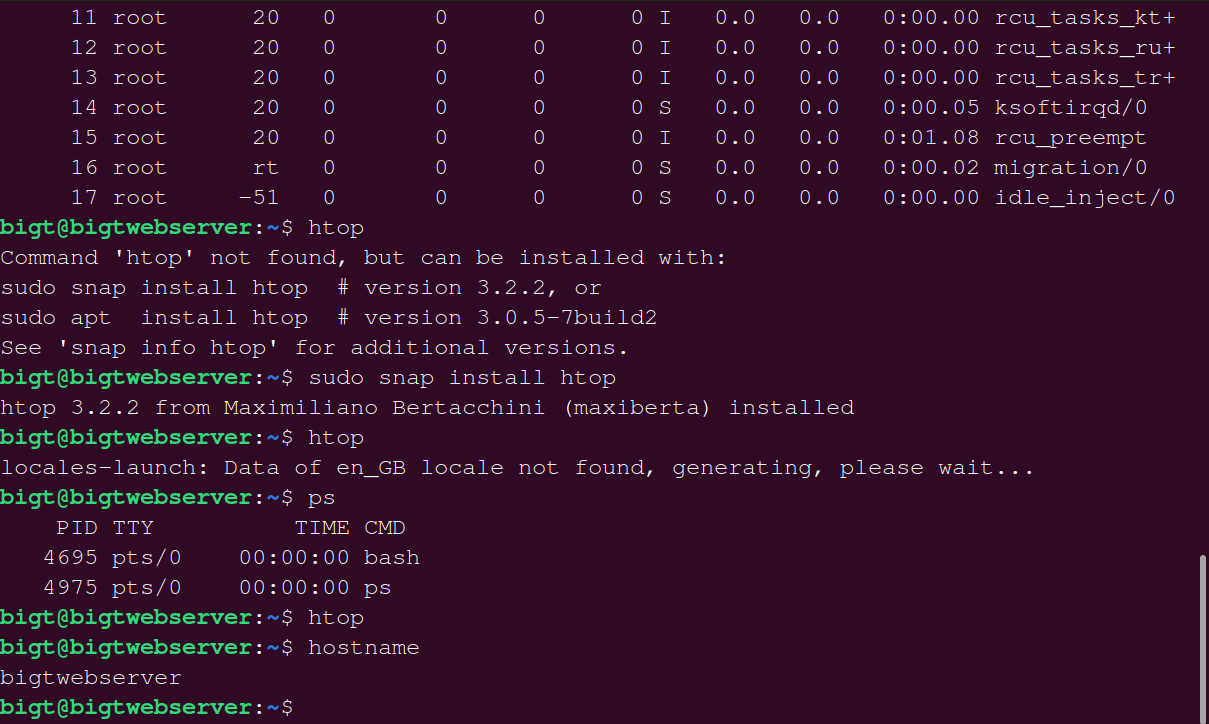 11 root 20 0 0 0 0 I 0.0 0.0 0:00.00 rcu_tasks_kt+
12 root 20 0 0 0 0 I 0.0 0.0 0:00.00 rcu_tasks_ru+
13 root 20 0 0 0 0 I 0.0 0.0 0:00.00 rcu_tasks_tr+
14 root 20 0 0 0 0 S 0.0 0.0 0:00.05 ksoftirqd/0
15 root 20 0 0 0 0 I 0.0 0.0 0:01.08 rcu_preempt
16 root rt 0 0 0 0 S 0.0 0.0 0:00.02 migration/0
17 root -51 0 0 0 0 S 0.0 0.0 0:00.00 idle_inject/0
bigt@bigtwebserver:~$ htop
Command 'htop' not found, but can be installed with:
sudo snap install htop  # version 3.2.2, or
sudo apt  install htop  # version 3.0.5-7build2
See 'snap info htop' for additional versions.
bigt@bigtwebserver:~$ sudo snap install htop
htop 3.2.2 from Maximiliano Bertacchini (maxiberta) installed
bigt@bigtwebserver:~$ htop
locales-launch: Data of en_GB locale not found, generating, please wait...
bigt@bigtwebserver:~$ ps
PID TTY TIME CMD
4695 pts/0 00:00:00 bash
4975 pts/0 00:00:00 ps
bigt@bigtwebserver:~$ htop
bigt@bigtwebserver:~$ hostname
bigtwebserver
bigt@bigtwebserver:~$